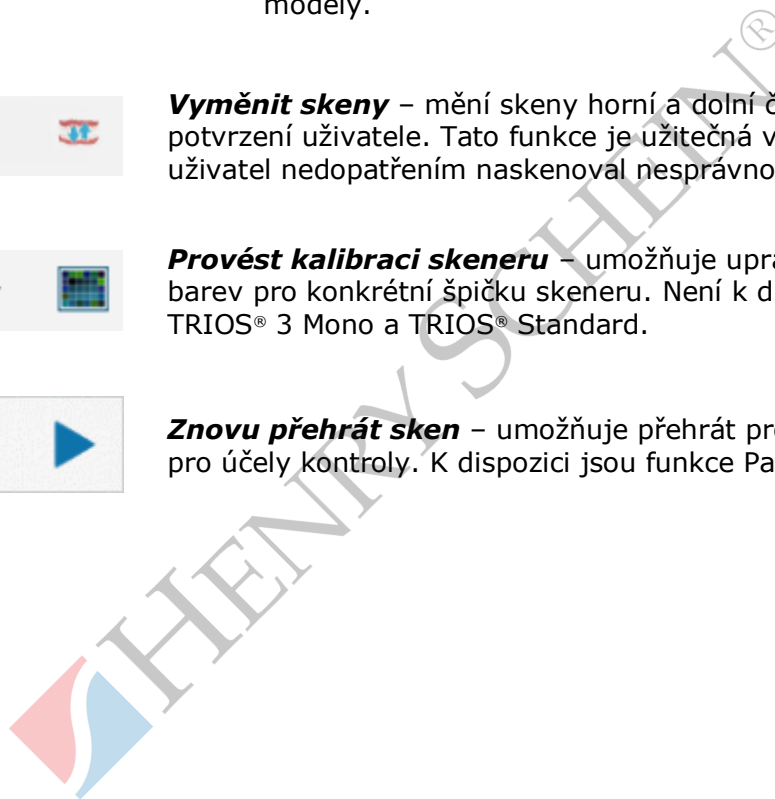 modely.
Vyměnit skeny – mění skeny horní a dolní č
potvrzení uživatele. Tato funkce je užitečná v
uživatel nedopatřením naskenoval nesprávno
Provést kalibraci skeneru – umožňuje upra
barev pro konkrétní špičku skeneru. Není k d
TRIOS® 3 Mono a TRIOS® Standard.
Znovu přehrát sken – umožňuje přehrát pro
pro účely kontroly. K dispozici jsou funkce Pa
HENRY SCHEIN®